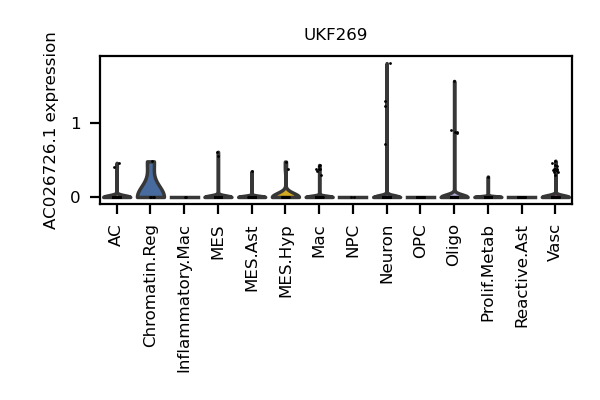 UKF269
AC026726.1 expression
1
0
AC
Chromatin.Reg
Inflammatory.Mac
MES
MES.Ast
MES.Hyp
Mac
NPC
Neuron
OPC
Oligo
Prolif.Metab
Reactive.Ast
Vasc